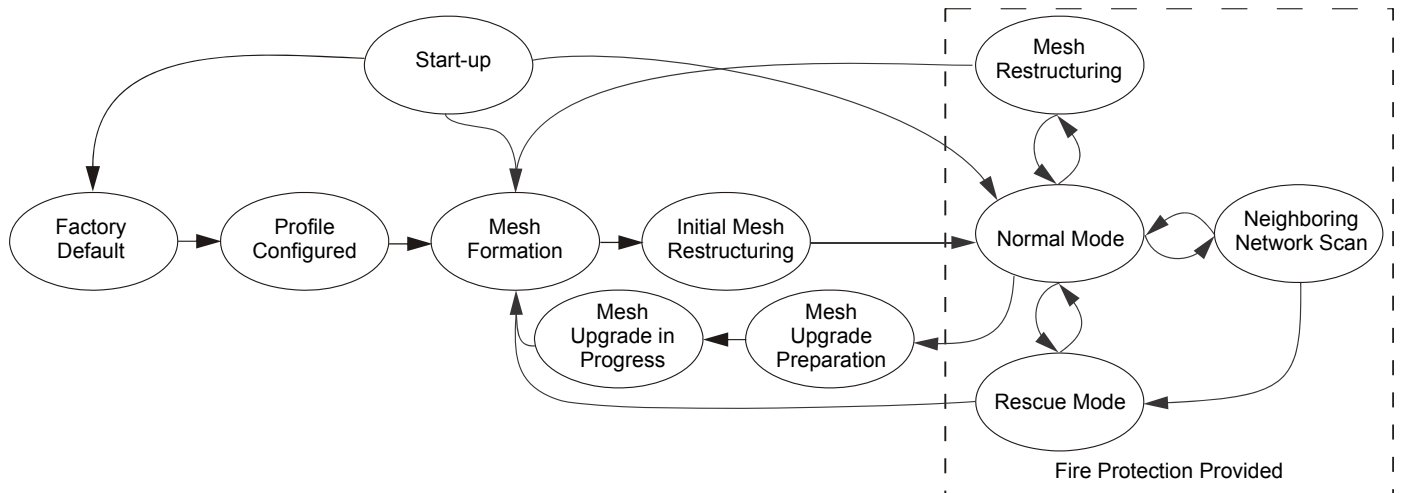 Start-up
Mesh
Restructuring
Factory
Default
Profile
Configured
Mesh
Formation
Initial Mesh
Restructuring
Normal Mode
Neighboring
Network Scan
Mesh
Upgrade in
Progress
Mesh
Upgrade
Preparation
Rescue Mode
Fire Protection Provided